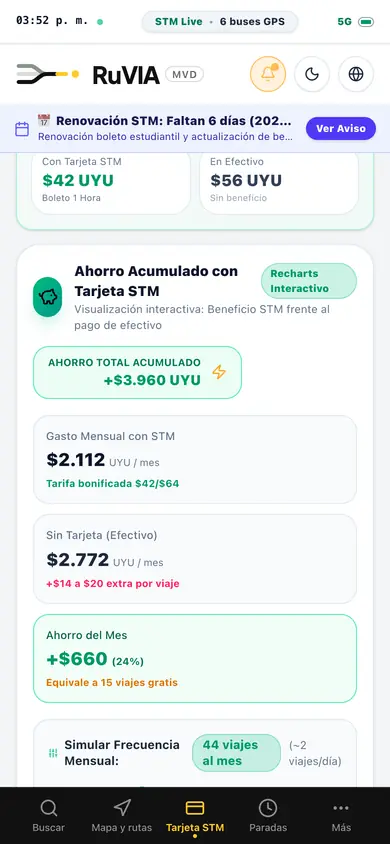 03:52 p. m.
STM Live • 6 buses GPS
5G
RuVIA MVD
Renovación STM: Faltan 6 días (202...
Renovación boleto estudiantil y actualización de be...
Ver Aviso
Con Tarjeta STM
$42 UYU
Boleto 1 Hora
En Efectivo
$56 UYU
Sin beneficio
Ahorro Acumulado con
Tarjeta STM
Recharts
Interactivo
Visualización interactiva: Beneficio STM frente al
pago de efectivo
AHORRO TOTAL ACUMULADO
+$3.960 UYU
Gasto Mensual con STM
$2.112 UYU / mes
Tarifa bonificada $42/$64
Sin Tarjeta (Efectivo)
$2.772 UYU / mes
+$14 a $20 extra por viaje
Ahorro del Mes
+$660 (24%)
Equivale a 15 viajes gratis
Simular Frecuencia
Mensual:
44 viajes
al mes
(~2
viajes/día)
Buscar
Mapa y rutas
Tarjeta STM
Paradas
Más